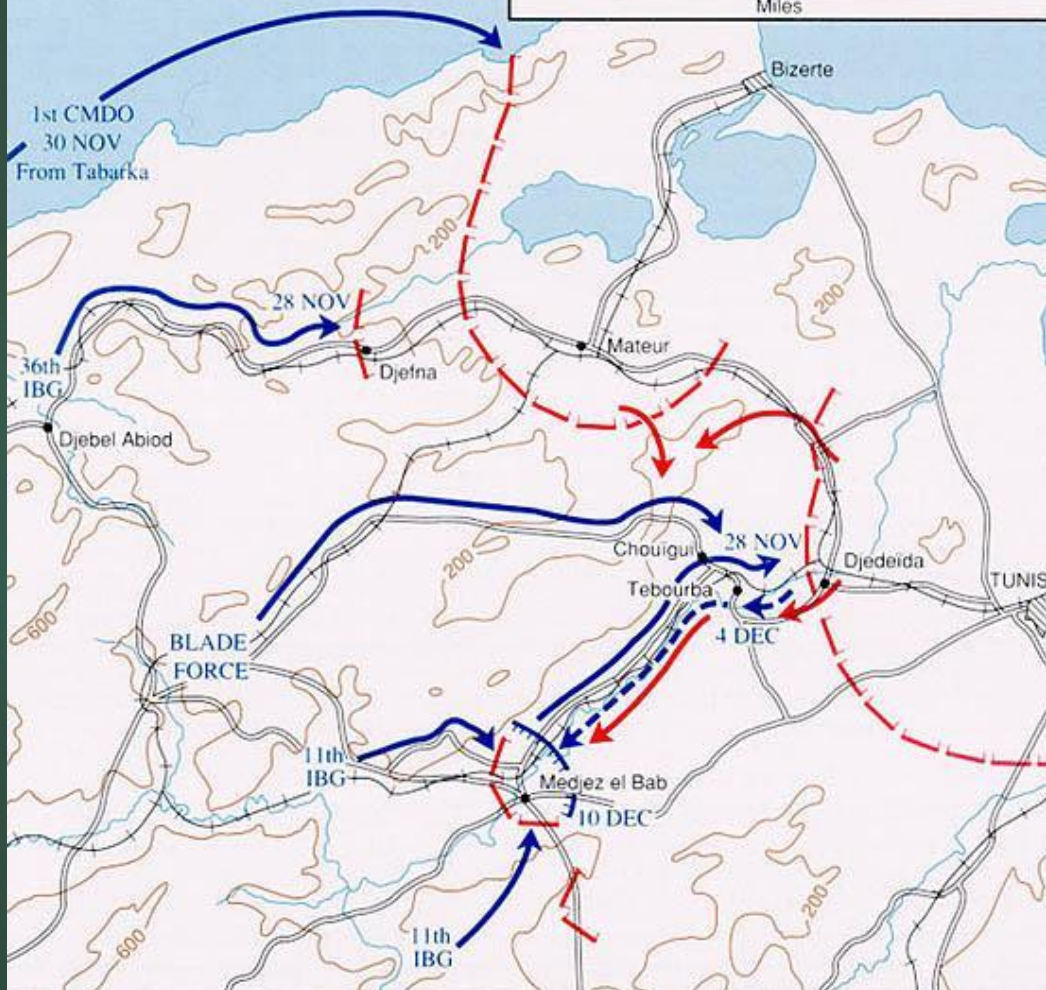 Miles
Bizerte
1st CMDO
30 NOV
From Tabarka
200
200
28 NOV
Mateur
36th
IBG
Djefna
Djebel Abiod
Chouigui
28 NOV
Djedeïda
200
Tebourba
TUNIS
600
4 DEC
BLADE
FORCE
11th
IBG
Medjez el Bab
10 DEC
200
600
11th
IBG